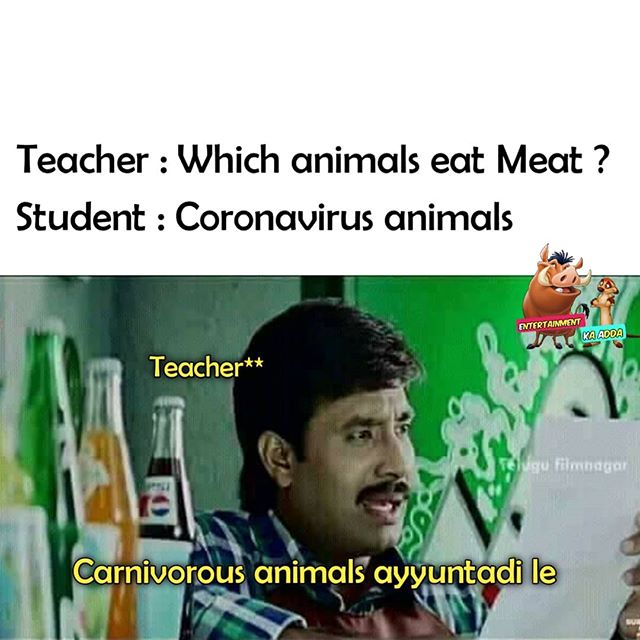 Teacher : Which animals eat Meat ?
Student : Coronavirus animals
ENTERTAINMENT
KA ADDA
Teacher**
Telugu filmnagar
Carnivorous animals ayyuntadi le